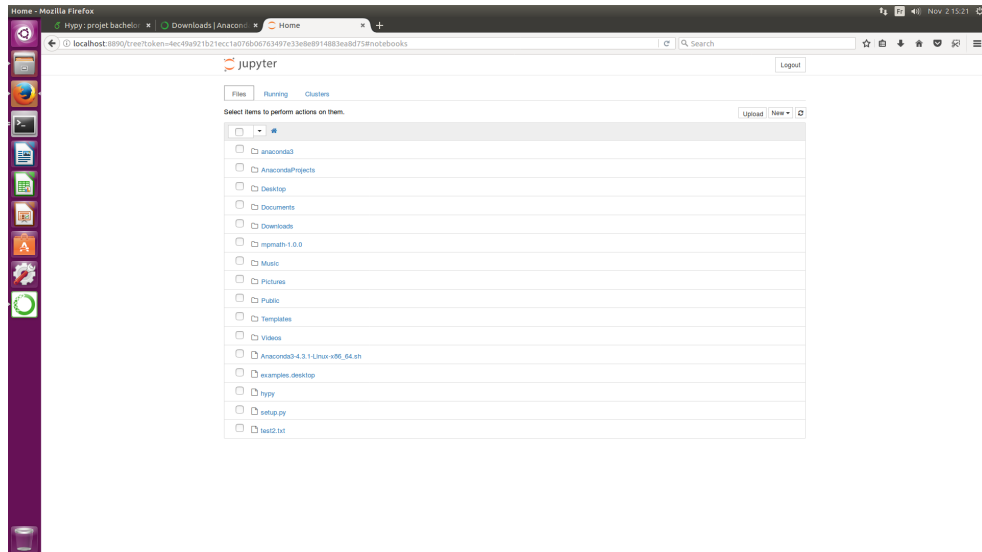 Home - Mozilla Firefox
Fr Nov 2 15:21
Hypy : projet bachelor Downloads | Anacond Home
localhost:8890/tree?token=4ec49a921b21ecc1a076b06763497e33e8e8914883ea8d75#notebooks Search
jupyter Logout
Files Running Clusters
Select items to perform actions on them. Upload New
anaconda3
AnacondaProjects
Desktop
Documents
Downloads
mpmath-1.0.0
Music
Pictures
Public
Templates
Videos
Anaconda3-4.3.1-Linux-x86_64.sh
examples.desktop
hypy
setup.py
test2.txt